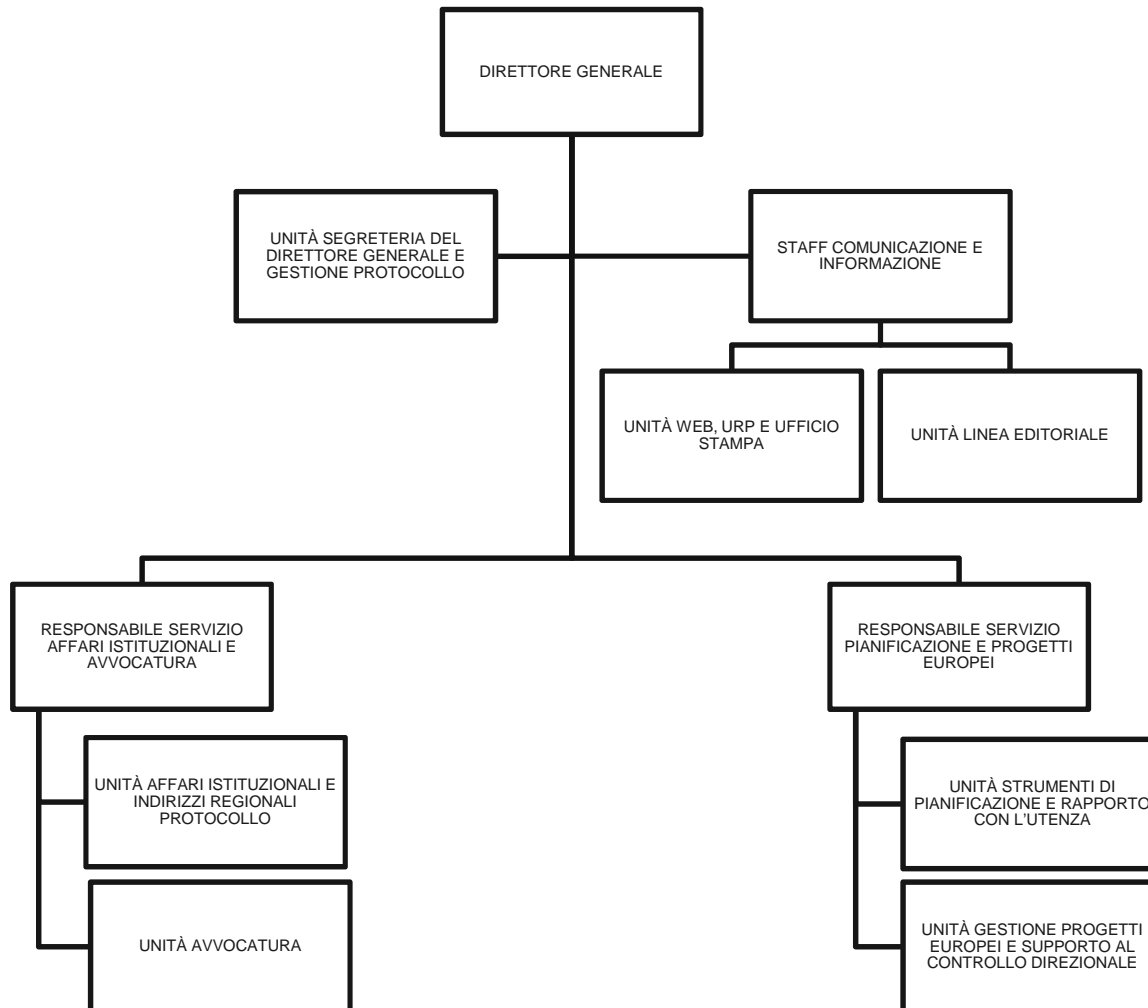 DIRETTORE GENERALE
UNITÀ SEGRETERIA DEL
DIRETTORE GENERALE E
GESTIONE PROTOCOLLO
STAFF COMUNICAZIONE E
INFORMAZIONE
UNITÀ WEB, URP E UFFICIO
STAMPA
UNITÀ LINEA EDITORIALE
RESPONSABILE SERVIZIO
AFFARI ISTITUZIONALI E
AVVOCATURA
RESPONSABILE SERVIZIO
PIANIFICAZIONE E PROGETTI
EUROPEI
UNITÀ AFFARI ISTITUZIONALI E
INDIRIZZI REGIONALI
PROTOCOLLO
UNITÀ STRUMENTI DI
PIANIFICAZIONE E RAPPORTO
CON L'UTENZA
UNITÀ AVVOCATURA
UNITÀ GESTIONE PROGETTI
EUROPEI E SUPPORTO AL
CONTROLLO DIREZIONALE